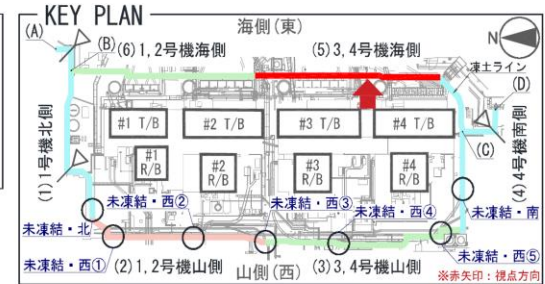 KEY PLAN
海側(東)
(A)
(B)
(6)1,2号機海側
(5)3,4号機海側
N
凍土ライン
(D)
#1 T/B
#2 T/B
#3 T/B
#4 T/B
(C)
(1)1号機北側
#1
R/B
#2
R/B
#3
R/B
#4
R/B
(4)4号機南側
未凍結・西②
未凍結・西③
未凍結・西④
未凍結・南
未凍結・北
未凍結・西①
(2)1,2号機山側
山側(西)
(3)3,4号機山側
未凍結・西⑤
※赤矢印：視点方向